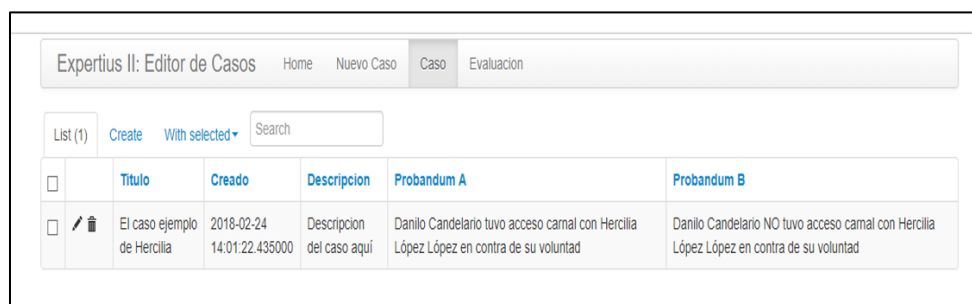 Expertius II: Editor de Casos Home Nuevo Caso Caso Evaluacion
List (1) Create With selected Search
Titulo Creado Descripcion Probandum A Probandum B
El caso ejemplo 2018-02-24 Descripcion Danilo Candelario tuvo acceso carnal con Hercilia Danilo Candelario NO tuvo acceso carnal con Hercilia
de Hercilia 14:01:22.435000 del caso aquí López López en contra de su voluntad López López en contra de su voluntad